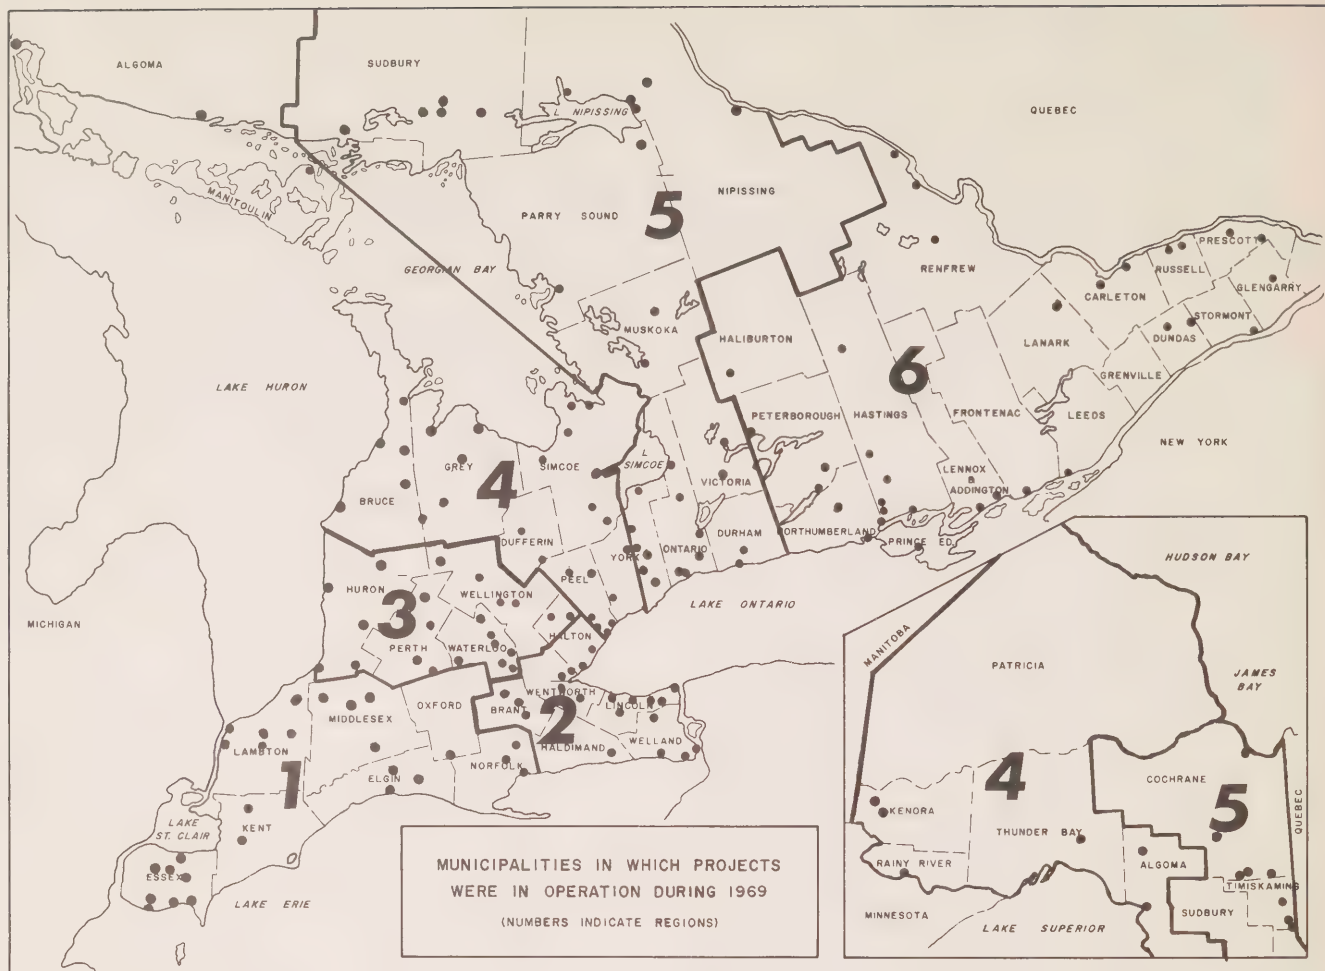 ALGOMA
SUDBURY
L NIPISSING
QUEBEC
MANITOULIN
PARRY SOUND
5
NIPISSING
GEORGIAN BAY
RENFREW
PRESCOTT
RUSSELL
CARLETON
GLENGARRY
STORMONT
DUNDAS
MUSKOKA
HALIBURTON
LANARK
GRENVILLE
6
LAKE HURON
PETERBOROUGH
HASTINGS
FRONTENAC
LEEDS
NEW YORK
L
SIMCOE
GREY
4
SIMCOE
VICTORIA
LENNOX
&
ADDINGTON
BRUCE
DUFFERIN
YORK
ONTARIO
DURHAM
NORTHUMBERLAND
PRINCE ED.
HURON
3
WELLINGTON
PEEL
LAKE ONTARIO
MICHIGAN
PERTH
WATERLOO
HALTON
OXFORD
BRANT
WENTWORTH
LINCOLN
MIDDLESEX
2
HALDIMAND
WELLAND
LAMBTON
1
ELGIN
NORFOLK
LAKE
ST. CLAIR
KENT
ESSEX
LAKE ERIE
MUNICIPALITIES IN WHICH PROJECTS
WERE IN OPERATION DURING 1969
(NUMBERS INDICATE REGIONS)
HUDSON BAY
MANITOBA
PATRICIA
JAMES
BAY
4
COCHRANE
5
QUEBEC
KENORA
THUNDER BAY
RAINY RIVER
ALGOMA
TIMISKAMING
MINNESOTA
SUDBURY
LAKE SUPERIOR